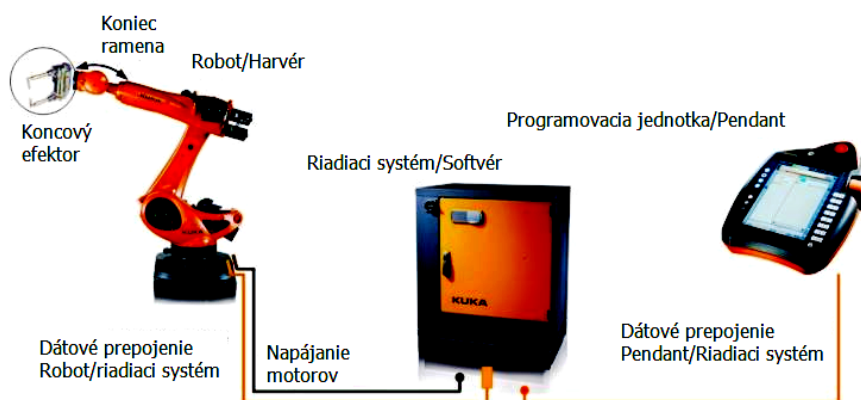 Koniec
ramena
Robot/Harvér
Koncový
efektor
Programovacia jednotka/Pendant
Riadiaci systém/Softvér
KUKA
KUKA
Dátové prepojenie
Robot/riadiaci systém
Napájanie
motorov
Dátové prepojenie
Pendant/Riadiaci systém